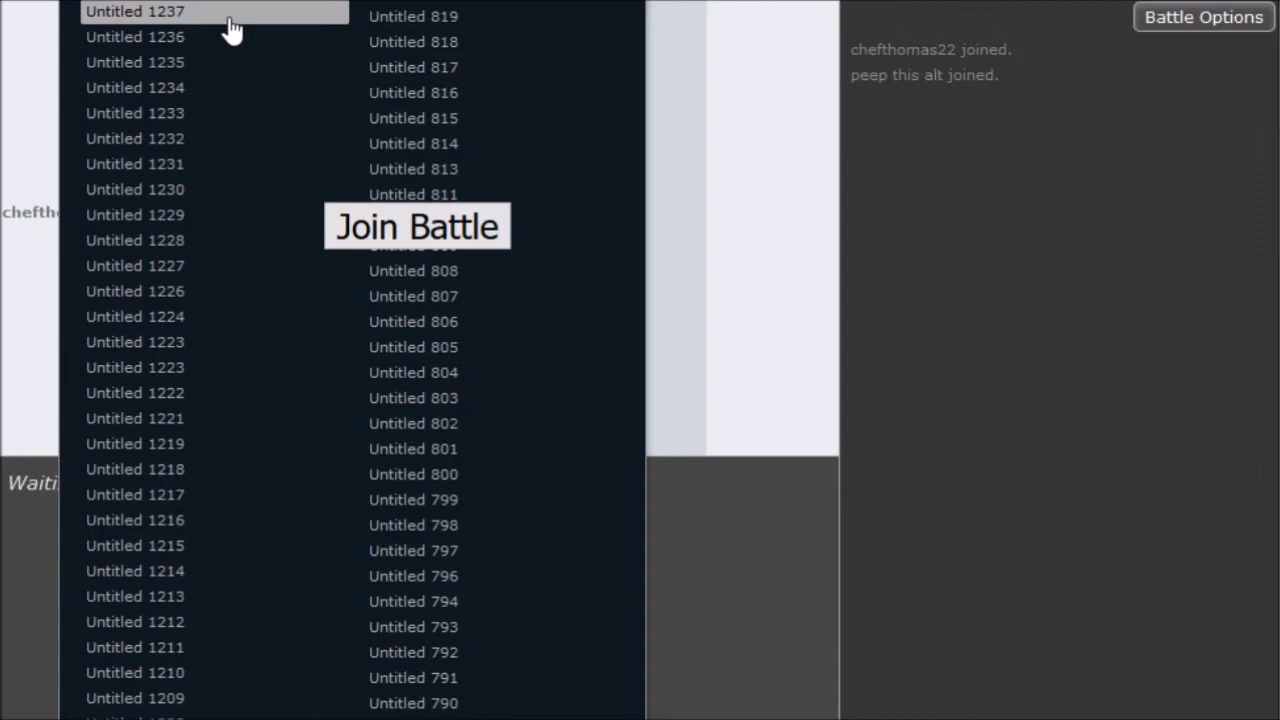 Untitled 1237
Untitled 1236
Untitled 1235
Untitled 1234
Untitled 1233
Untitled 1232
Untitled 1231
Untitled 1230
Untitled 1229
Untitled 1228
Untitled 1227
Untitled 1226
Untitled 1224
Untitled 1223
Untitled 1223
Untitled 1222
Untitled 1221
Untitled 1219
Untitled 1218
Untitled 1217
Untitled 1216
Untitled 1215
Untitled 1214
Untitled 1213
Untitled 1212
Untitled 1211
Untitled 1210
Untitled 1209
Untitled 819
Untitled 818
Untitled 817
Untitled 816
Untitled 815
Untitled 814
Untitled 813
Untitled 811
Join Battle
Untitled 808
Untitled 807
Untitled 806
Untitled 805
Untitled 804
Untitled 803
Untitled 802
Untitled 801
Untitled 800
Untitled 799
Untitled 798
Untitled 797
Untitled 796
Untitled 794
Untitled 793
Untitled 792
Untitled 791
Untitled 790
chefth
Waiti
Battle Options
chefthomas22 joined.
peep this alt joined.